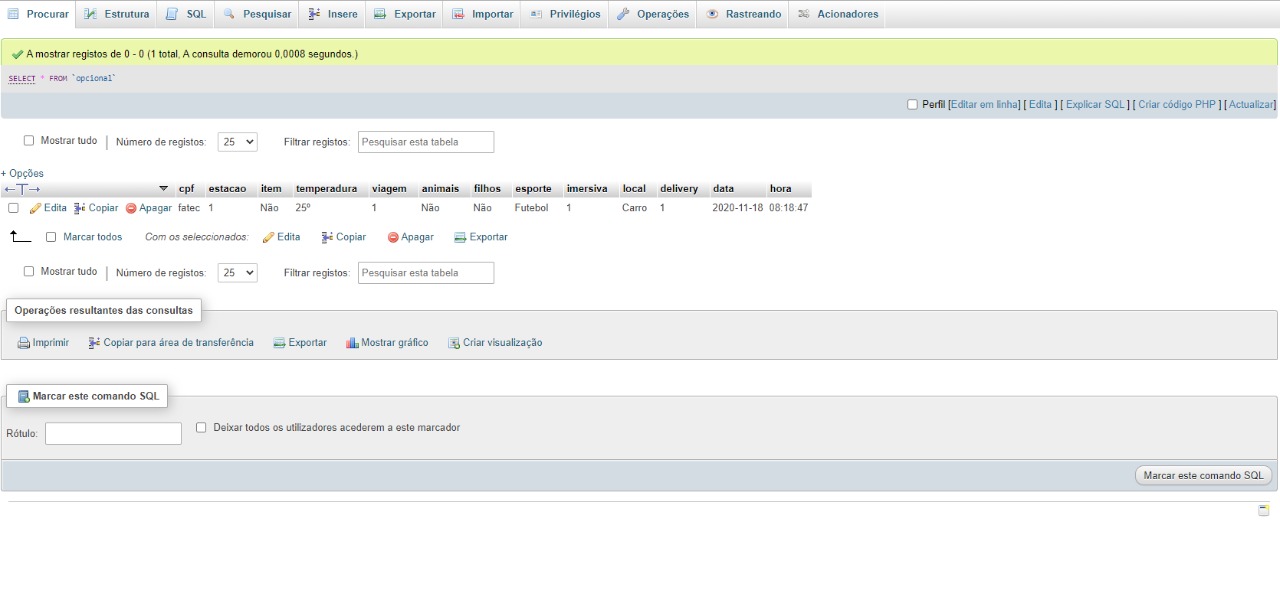 Procurar Estrutura SQL Pesquisar Insere Exportar Importar Privilégios Operações Rastreando Acionadores
A mostrar registos de 0 - 0 (1 total, A consulta demorou 0,0008 segundos.)
SELECT * FROM `opcional`
Perfil [Editar em linha] [ Edita ] [ Explicar SQL ] [ Criar código PHP ] [ Actualizar]
Mostrar tudo | Número de registos: 25 Filtrar registos: Pesquisar esta tabela
+ Opções
←T→ cpf estacao item temperadura viagem animais filhos esporte imersiva local delivery data hora
Edita Copiar Apagar fatec 1 Não 25º 1 Não Não Futebol 1 Carro 1 2020-11-18 08:18:47
Marcar todos Com os seleccionados: Edita Copiar Apagar Exportar
Mostrar tudo | Número de registos: 25 Filtrar registos: Pesquisar esta tabela
Operações resultantes das consultas
Imprimir Copiar para área de transferência Exportar Mostrar gráfico Criar visualização
Marcar este comando SQL
Rótulo: Deixar todos os utilizadores acederem a este marcador
Marcar este comando SQL